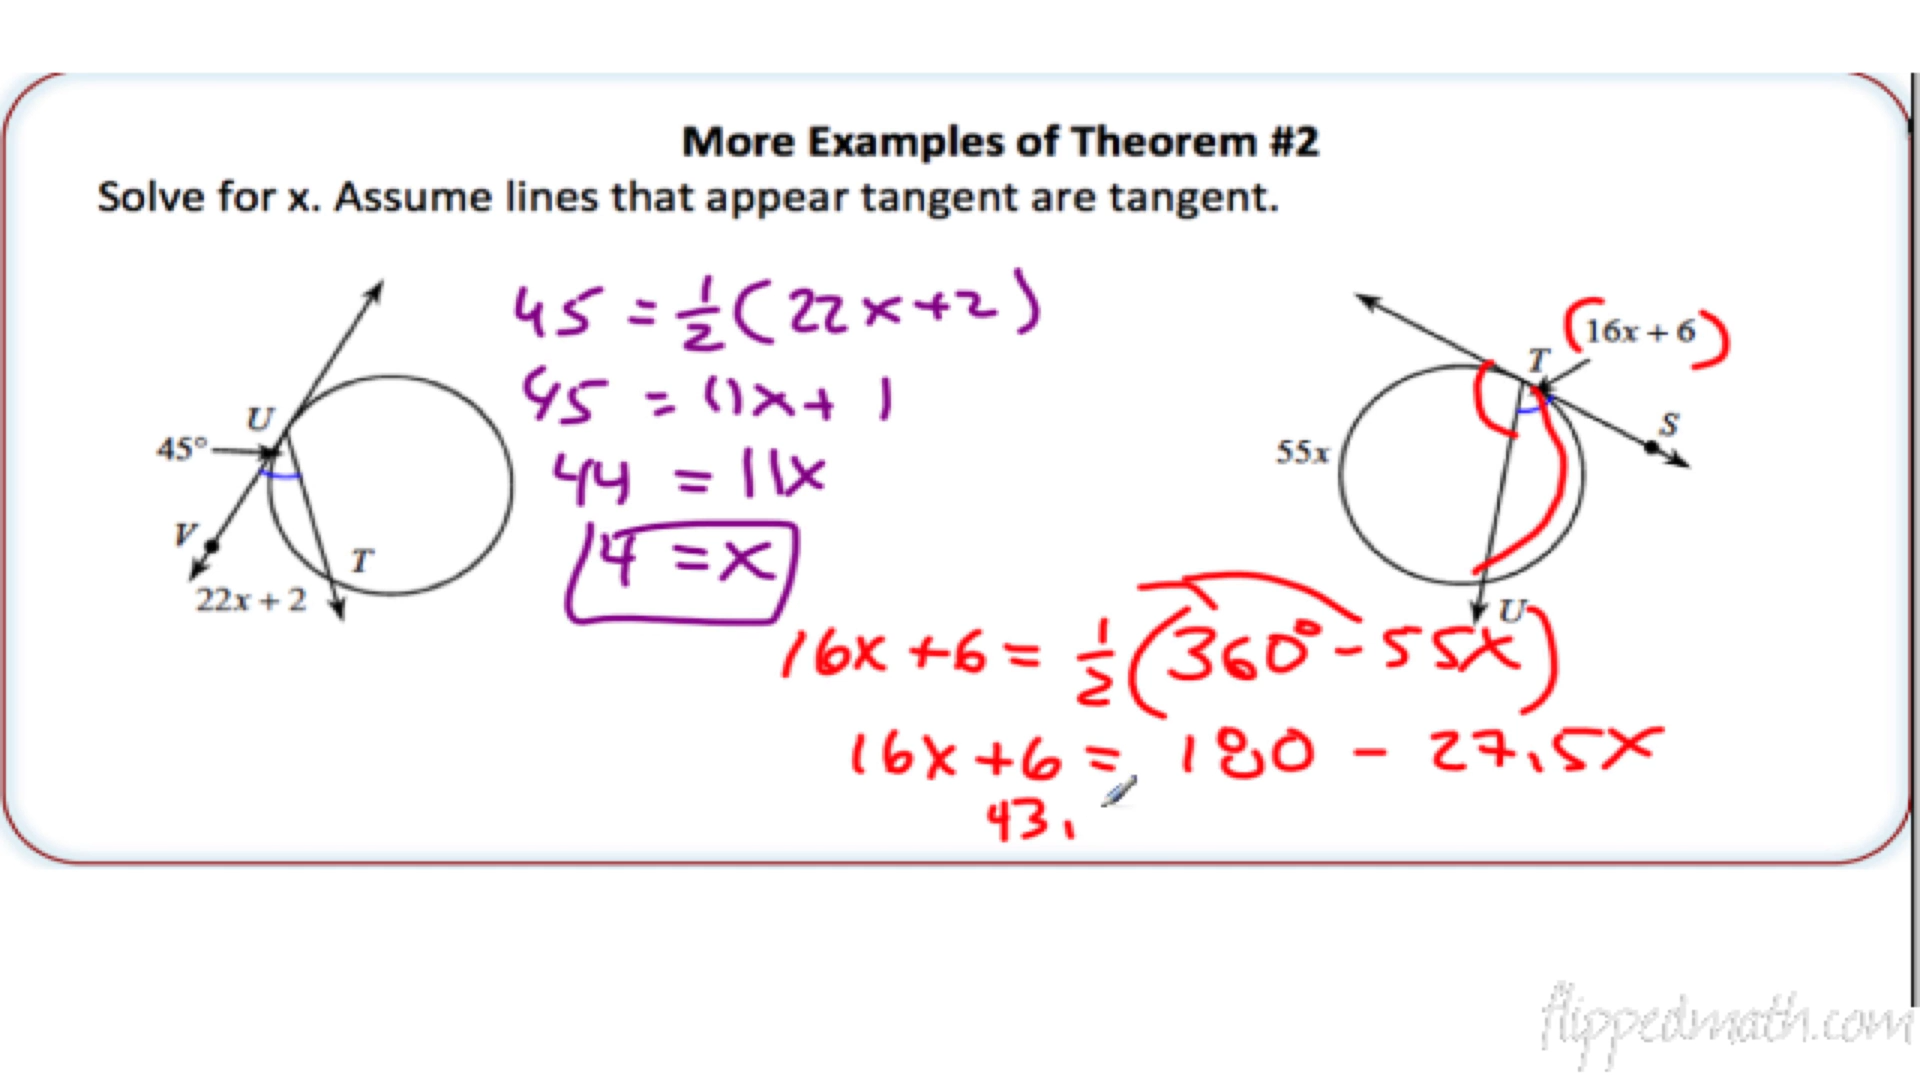 More Examples of Theorem #2
Solve for x. Assume lines that appear tangent are tangent.
U
45°
V
T
22x + 2
45 = 1/2 (22x + 2)
45 = 11x + 1
44 = 11x
4 = x
(16x + 6)
T
S
55x
U
16x + 6 = 1/2 (360° - 55x)
16x + 6 = 180 - 27.5x
43.
flippedmath.com